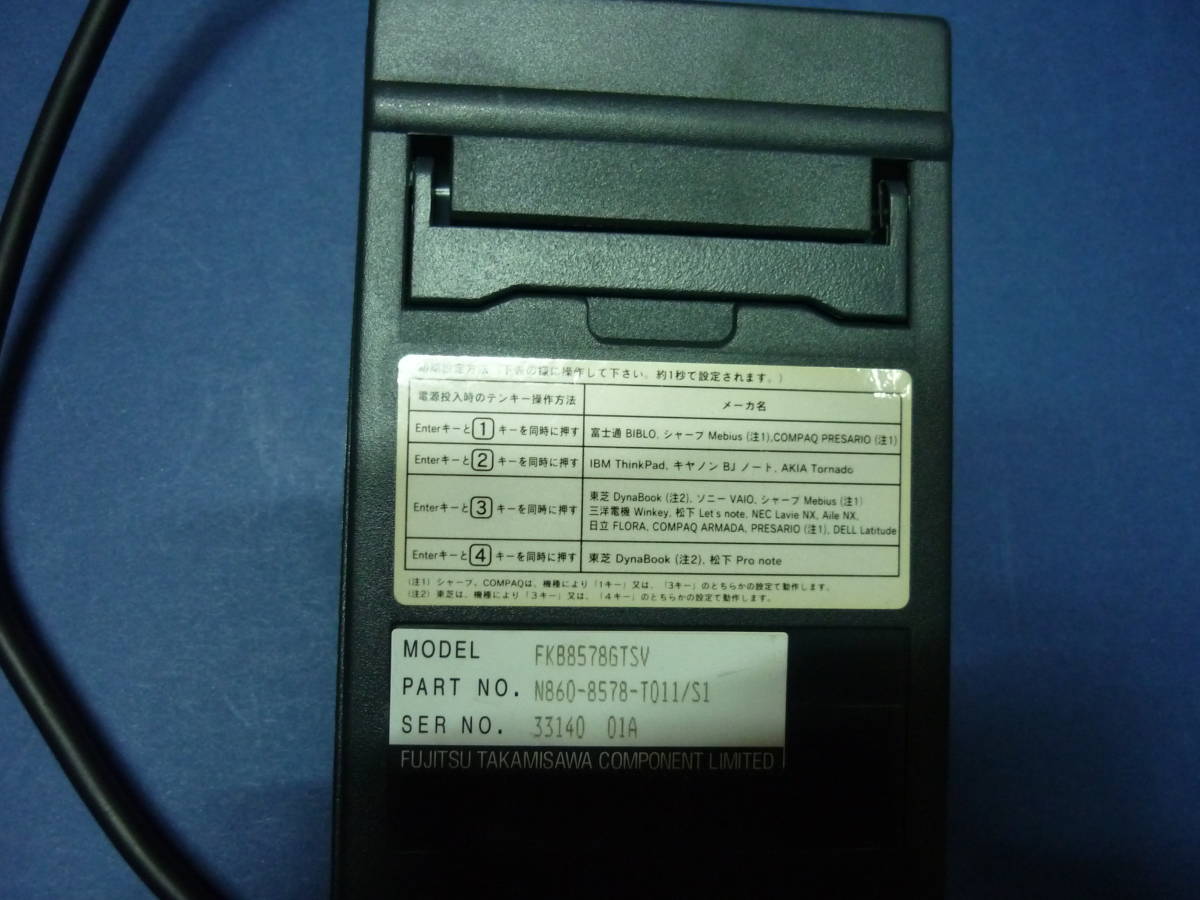 初期設定方法（下表の様に操作して下さい。約1秒で設定されます。）
電源投入時のテンキー操作方法 メーカ名
Enterキーと1キーを同時に押す 富士通 BIBLO, シャープ Mebius (注1),COMPAQ PRESARIO (注1)
Enterキーと2キーを同時に押す IBM ThinkPad, キヤノン BJ ノート, AKIA Tornado
Enterキーと3キーを同時に押す 東芝 DynaBook (注2), ソニー VAIO, シャープ Mebius (注1)
三洋電機 Winkey, 松下 Let's note, NEC Lavie NX, Aile NX,
日立 FLORA, COMPAQ ARMADA, PRESARIO (注1), DELL Latitude
Enterキーと4キーを同時に押す 東芝 DynaBook (注2), 松下 Pro note
(注1) シャープ、COMPAQは、機種により「1キー」又は、「3キー」のどちらかの設定で動作します。
(注2) 東芝は、機種により「3キー」又は、「4キー」のどちらかの設定で動作します。
MODEL FKB8578GTSV
PART NO. N860-8578-T011/S1
SER NO. 33140 01A
FUJITSU TAKAMISAWA COMPONENT LIMITED